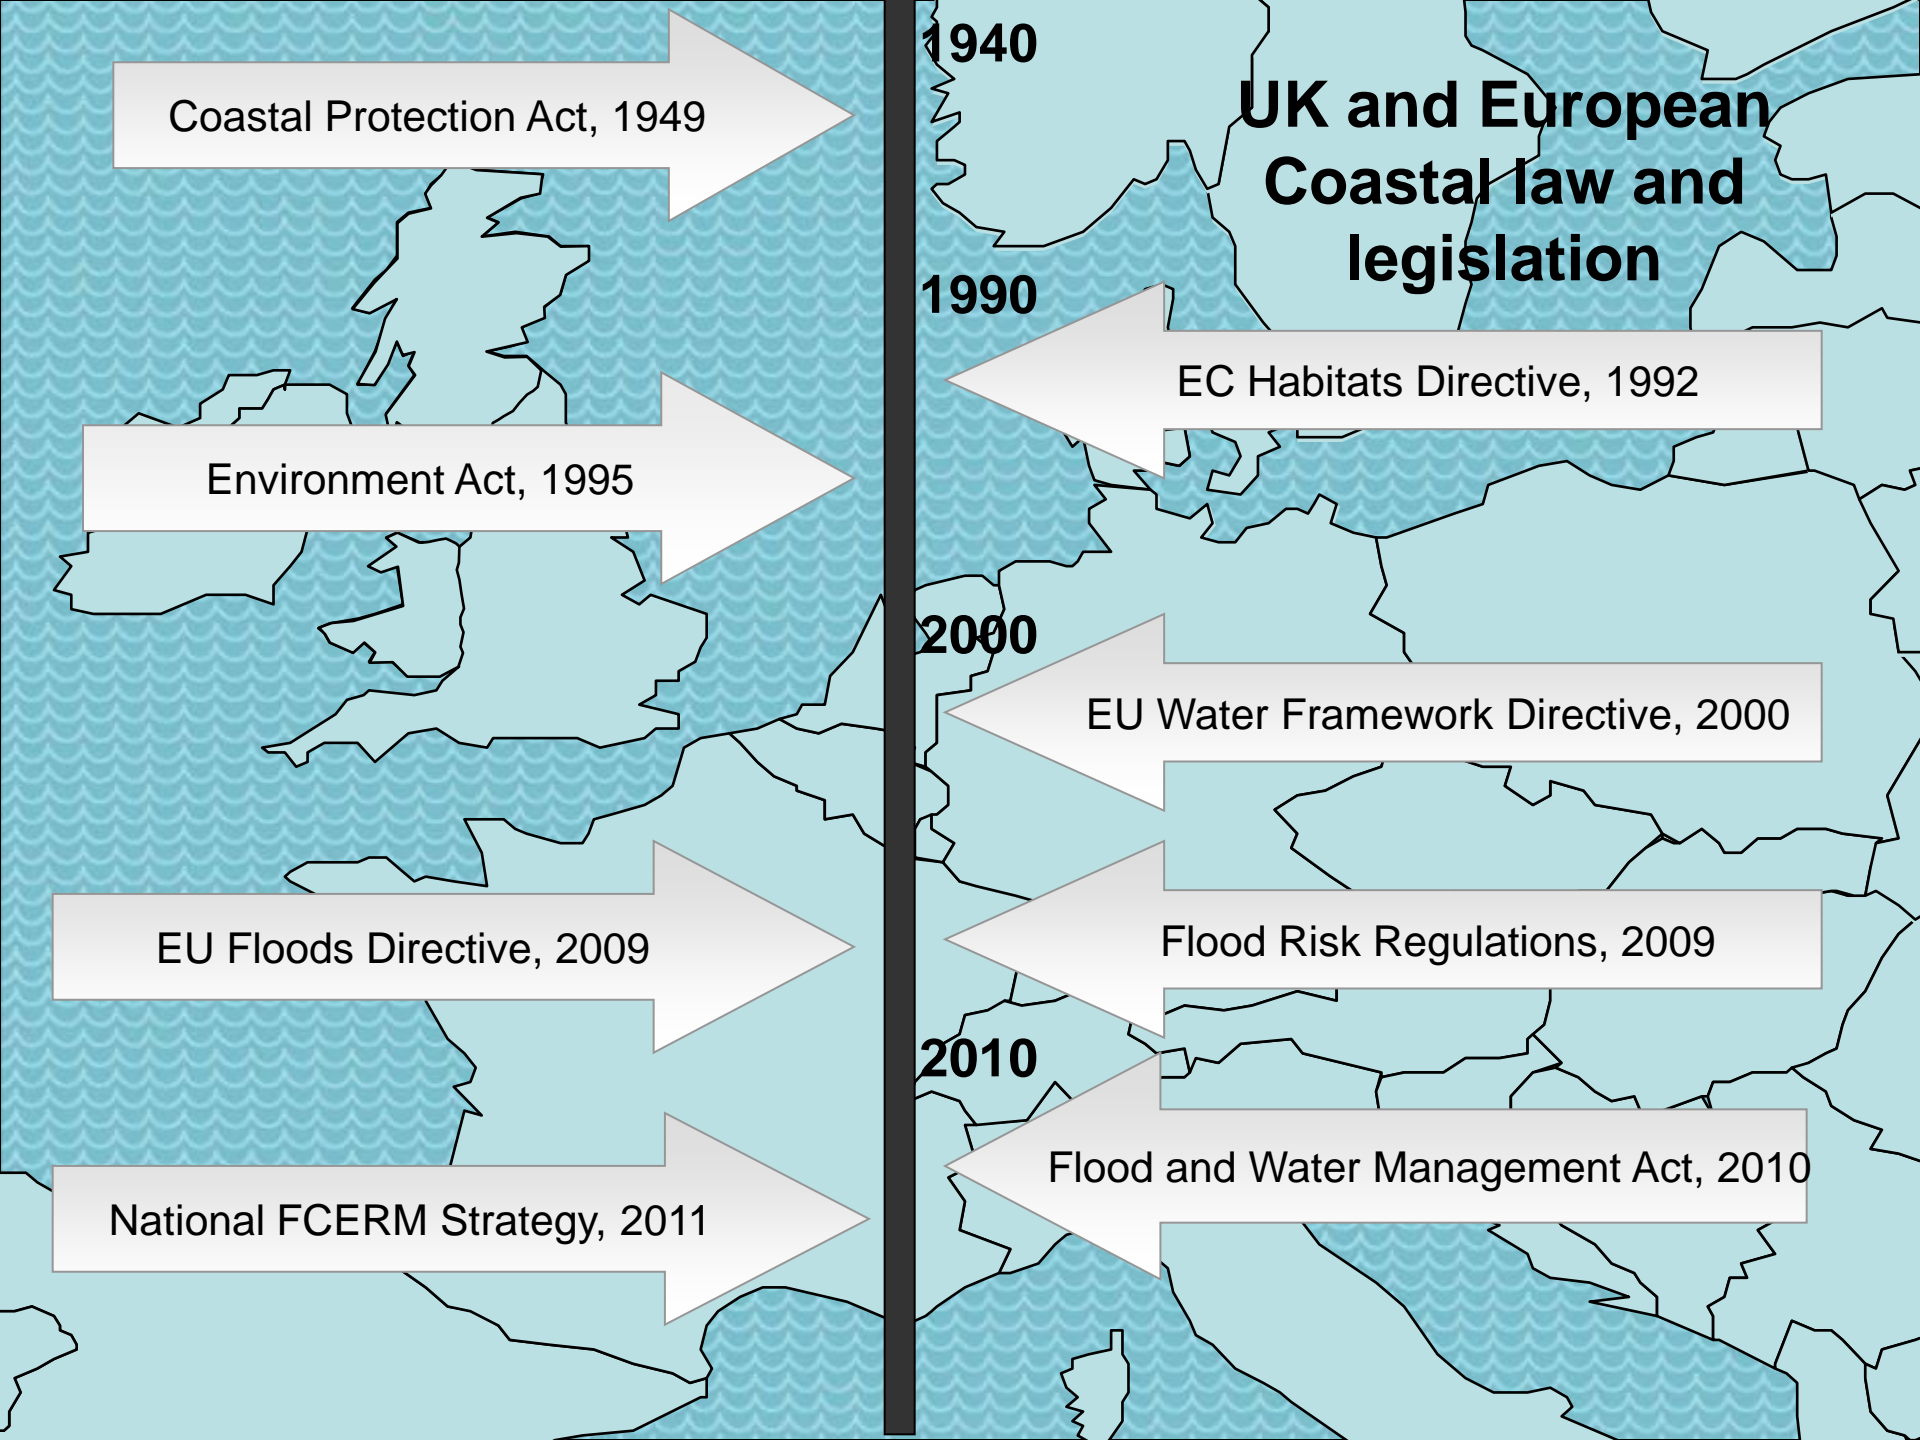 1940
UK and European
Coastal law and
legislation
Coastal Protection Act, 1949
1990
EC Habitats Directive, 1992
Environment Act, 1995
2000
EU Water Framework Directive, 2000
EU Floods Directive, 2009
Flood Risk Regulations, 2009
2010
Flood and Water Management Act, 2010
National FCERM Strategy, 2011